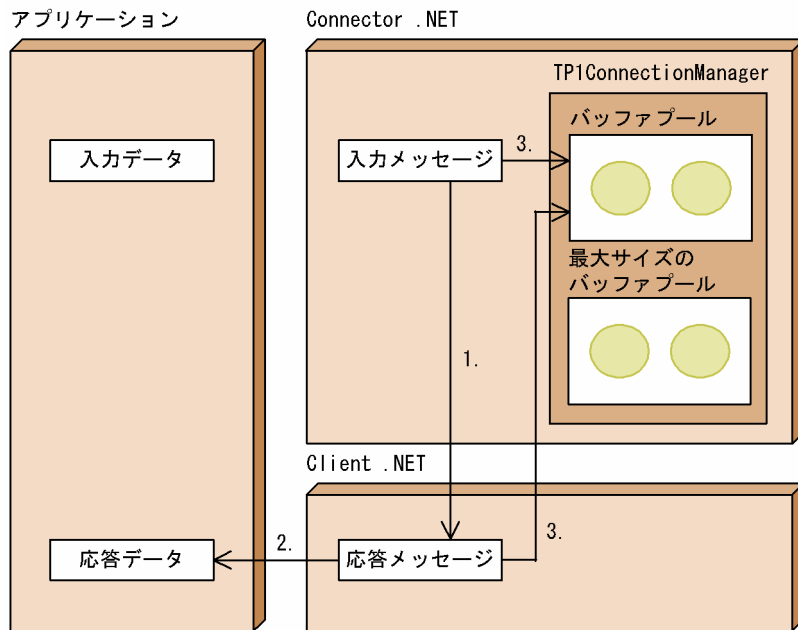 アプリケーション
Connector .NET
TP1ConnectionManager
バッファプール
入力データ
入力メッセージ
3.
最大サイズの
バッファプール
1.
Client .NET
応答データ
2.
応答メッセージ
3.